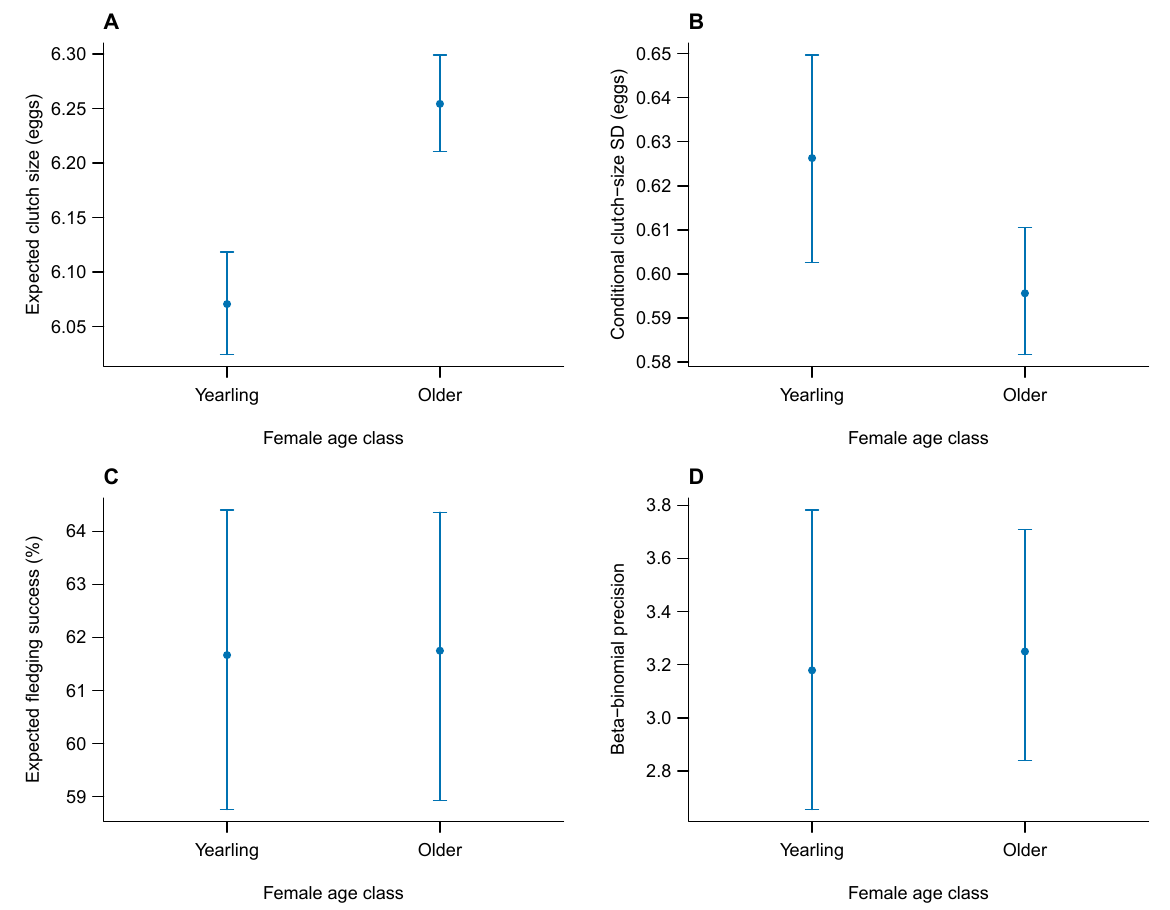 A
Expected clutch size (eggs)
6.30
6.25
6.20
6.15
6.10
6.05
Yearling
Older
Female age class
B
Conditional clutch−size SD (eggs)
0.65
0.64
0.63
0.62
0.61
0.60
0.59
0.58
Yearling
Older
Female age class
C
Expected fledging success (%)
64
63
62
61
60
59
Yearling
Older
Female age class
D
Beta−binomial precision
3.8
3.6
3.4
3.2
3.0
2.8
Yearling
Older
Female age class